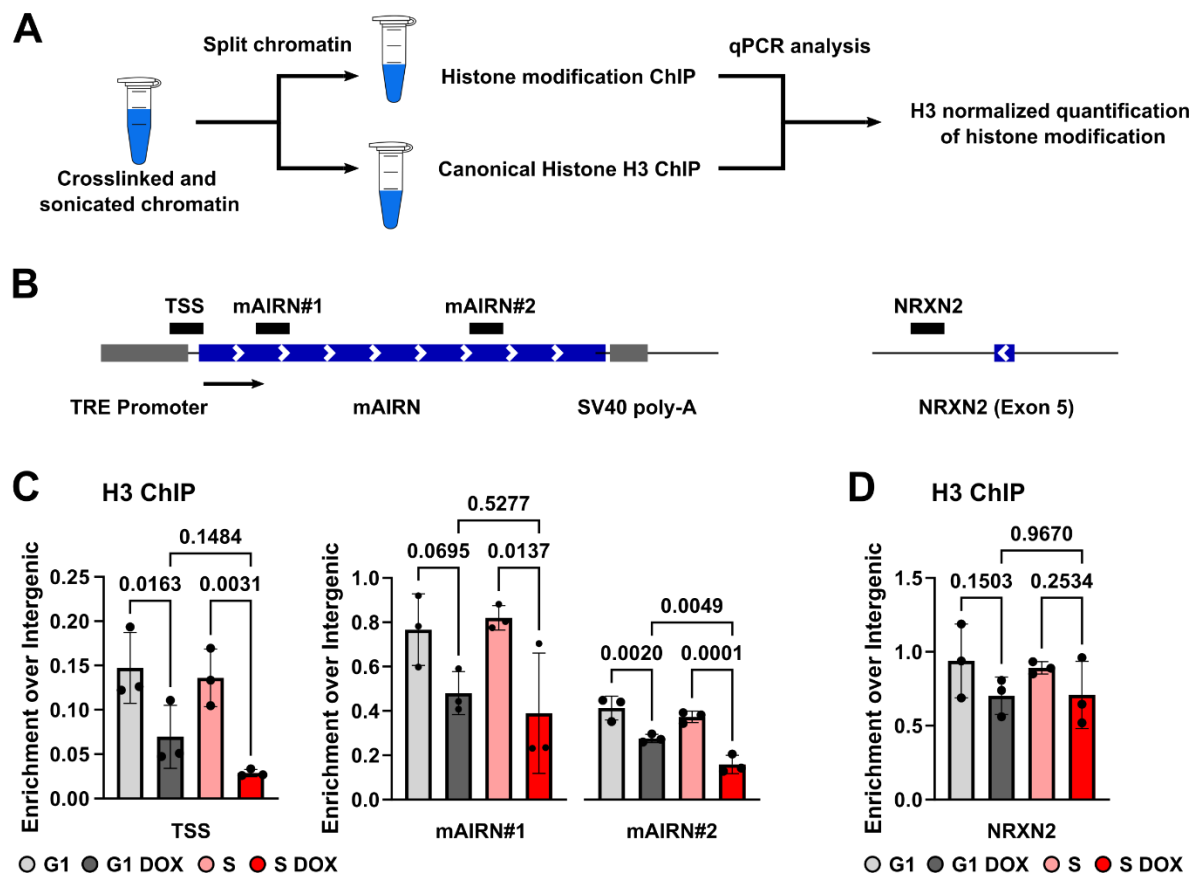 A
Split chromatin
qPCR analysis
Histone modification ChIP
H3 normalized quantification
of histone modification
Crosslinked and
sonicated chromatin
Canonical Histone H3 ChIP
B
TSS
mAIRN#1
mAIRN#2
NRXN2
TRE Promoter
mAIRN
SV40 poly-A
NRXN2 (Exon 5)
C
H3 ChIP
Enrichment over Intergenic
0.25
0.20
0.15
0.10
0.05
0.00
0.1484
0.0163
0.0031
TSS
Enrichment over Intergenic
1.0
0.8
0.6
0.4
0.2
0.0
0.5277
0.0695
0.0137
mAIRN#1
0.0049
0.0020
0.0001
mAIRN#2
G1
G1 DOX
S
S DOX
D
H3 ChIP
Enrichment over Intergenic
1.5
1.0
0.5
0.0
0.9670
0.1503
0.2534
NRXN2
G1
G1 DOX
S
S DOX